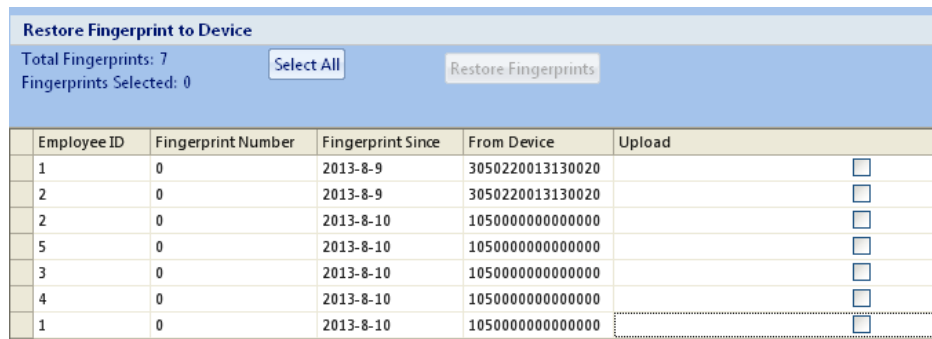 Restore Fingerprint to Device
Total Fingerprints: 7 Select All Restore Fingerprints
Fingerprints Selected: 0
Employee ID Fingerprint Number Fingerprint Since From Device Upload
1 0 2013-8-9 3050220013130020
2 0 2013-8-9 3050220013130020
2 0 2013-8-10 1050000000000000
5 0 2013-8-10 1050000000000000
3 0 2013-8-10 1050000000000000
4 0 2013-8-10 1050000000000000
1 0 2013-8-10 1050000000000000